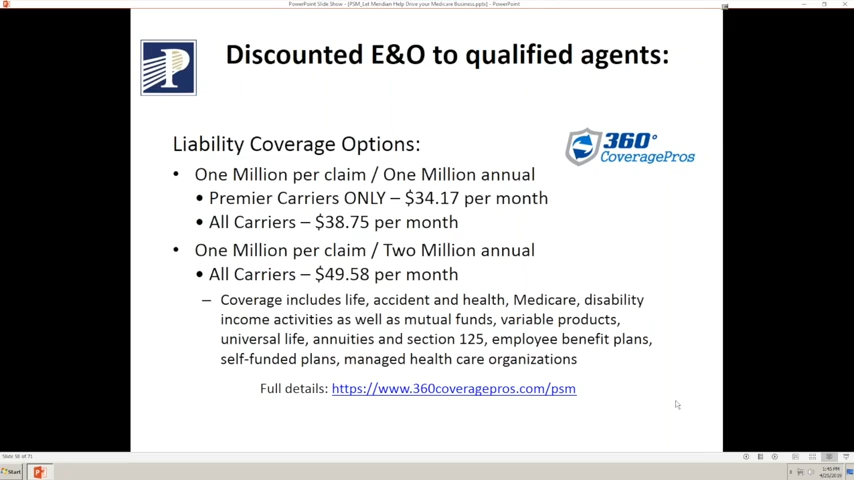 PowerPoint Slide Show - [PSM_Let Meridian Help Drive your Medicare Business.pptx] - PowerPoint
P
Discounted E&O to qualified agents:
360°
CoveragePros
Liability Coverage Options:
• One Million per claim / One Million annual
• Premier Carriers ONLY – $34.17 per month
• All Carriers – $38.75 per month
• One Million per claim / Two Million annual
• All Carriers – $49.58 per month
– Coverage includes life, accident and health, Medicare, disability
income activities as well as mutual funds, variable products,
universal life, annuities and section 125, employee benefit plans,
self-funded plans, managed health care organizations
Full details: https://www.360coveragepros.com/psm
Start
1:45 PM